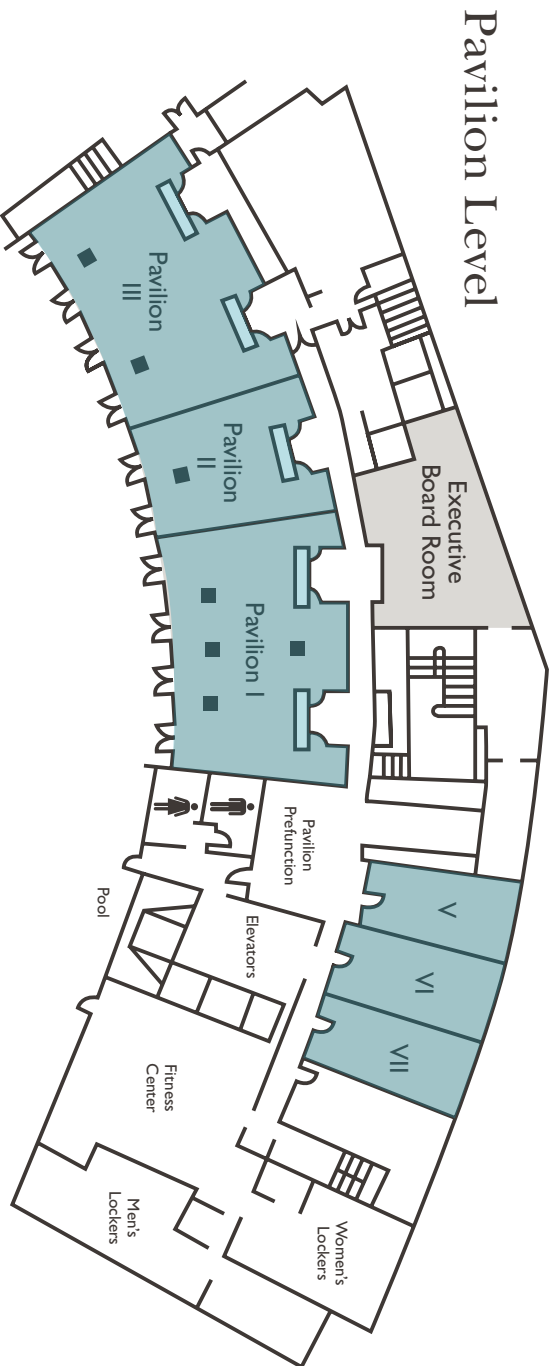 Pavilion Level
Pavilion
III
Pavilion
II
Pavilion I
Executive
Board Room
Pavilion
Prefunction
V
VI
VII
Elevators
Pool
Fitness
Center
Men's
Lockers
Women's
Lockers